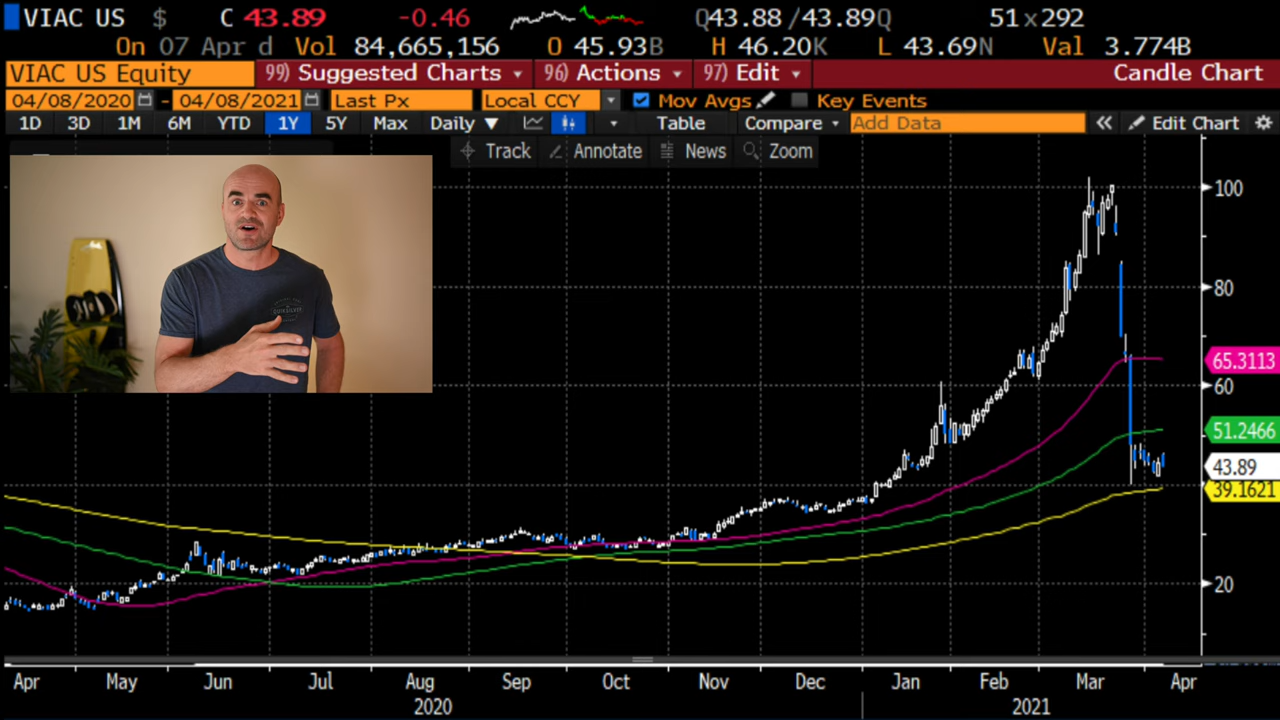 VIAC US $ C 43.89 -0.46 Q43.88 /43.89Q 51x292
On 07 Apr d Vol 84,665,156 O 45.93B H 46.20K L 43.69N Val 3.774B
VIAC US Equity 99) Suggested Charts 96) Actions 97) Edit Candle Chart
04/08/2020 - 04/08/2021 Last Px Local CCY Mov Avgs Key Events
1D 3D 1M 6M YTD 1Y 5Y Max Daily ▼ Table Compare Add Data « Edit Chart
Track Annotate News Zoom
100
80
65.3113
60
51.2466
43.89
39.1621
20
Apr May Jun Jul Aug Sep Oct Nov Dec Jan Feb Mar Apr
2020 2021